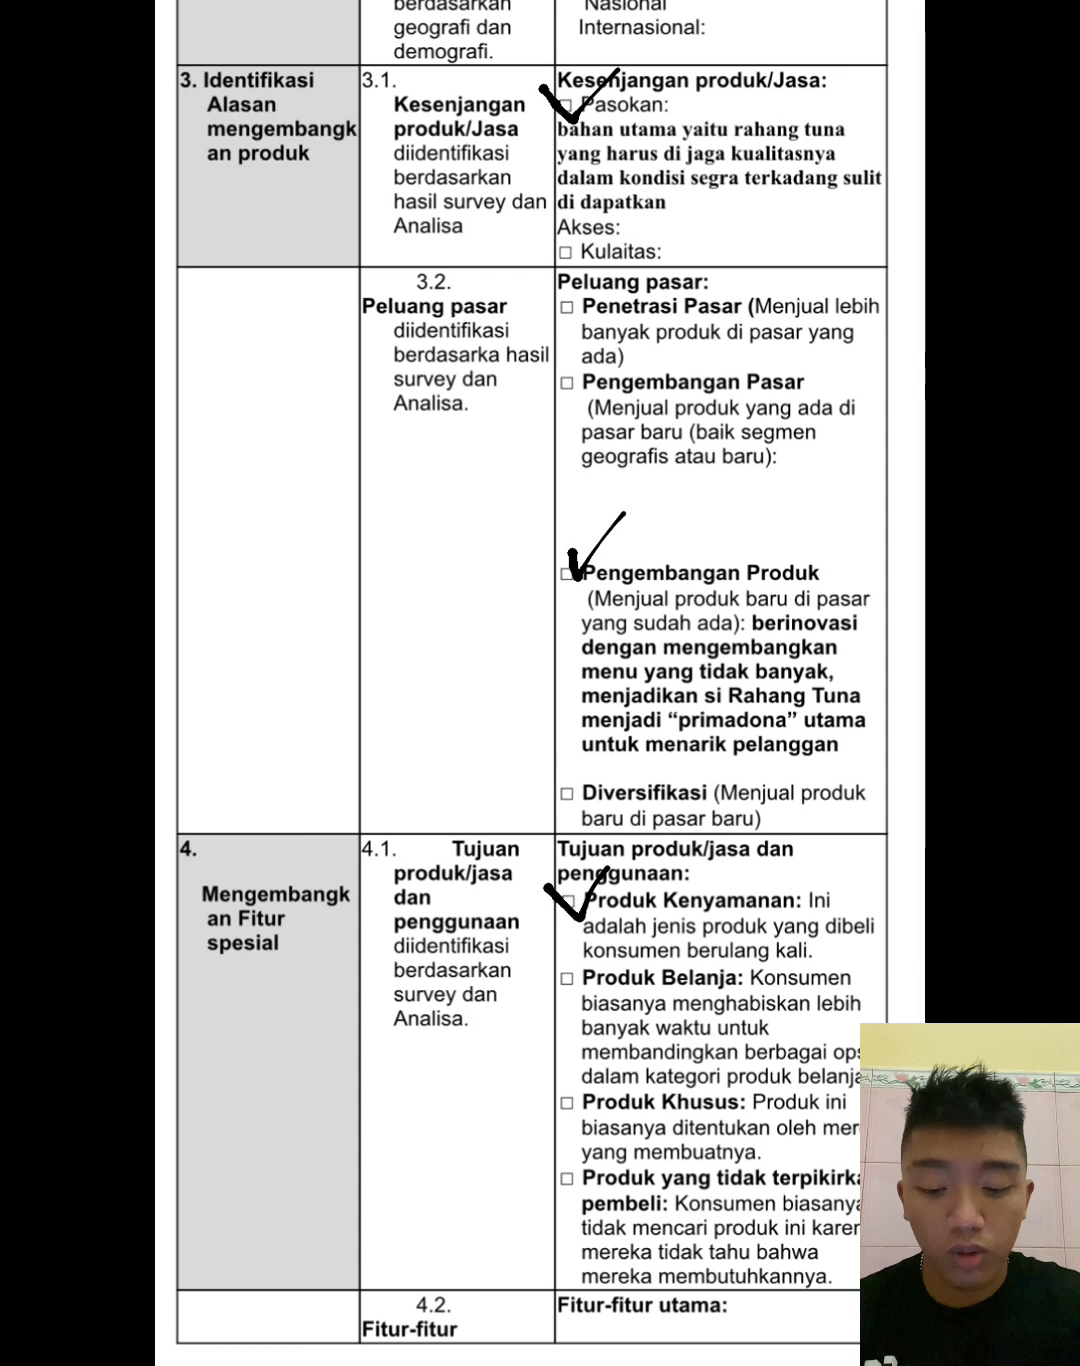 berdasarkan
geografi dan
demografi.
Nasional
Internasional:
3. Identifikasi
Alasan
mengembangk
an produk
3.1.
Kesenjangan
produk/Jasa
diidentifikasi
berdasarkan
hasil survey dan
Analisa
Kesenjangan produk/Jasa:
□ Pasokan:
bahan utama yaitu rahang tuna
yang harus di jaga kualitasnya
dalam kondisi segra terkadang sulit
di dapatkan
Akses:
□ Kulaitas:
3.2.
Peluang pasar
diidentifikasi
berdasarka hasil
survey dan
Analisa.
Peluang pasar:
□ Penetrasi Pasar (Menjual lebih
banyak produk di pasar yang
ada)
□ Pengembangan Pasar
(Menjual produk yang ada di
pasar baru (baik segmen
geografis atau baru):
□ Pengembangan Produk
(Menjual produk baru di pasar
yang sudah ada): berinovasi
dengan mengembangkan
menu yang tidak banyak,
menjadikan si Rahang Tuna
menjadi “primadona” utama
untuk menarik pelanggan
□ Diversifikasi (Menjual produk
baru di pasar baru)
4.
Mengembangk
an Fitur
spesial
4.1. Tujuan
produk/jasa
dan
penggunaan
diidentifikasi
berdasarkan
survey dan
Analisa.
Tujuan produk/jasa dan
penggunaan:
□ Produk Kenyamanan: Ini
adalah jenis produk yang dibeli
konsumen berulang kali.
□ Produk Belanja: Konsumen
biasanya menghabiskan lebih
banyak waktu untuk
membandingkan berbagai ops
dalam kategori produk belanja
□ Produk Khusus: Produk ini
biasanya ditentukan oleh mer
yang membuatnya.
□ Produk yang tidak terpikirka
pembeli: Konsumen biasanya
tidak mencari produk ini karen
mereka tidak tahu bahwa
mereka membutuhkannya.
4.2.
Fitur-fitur
Fitur-fitur utama: